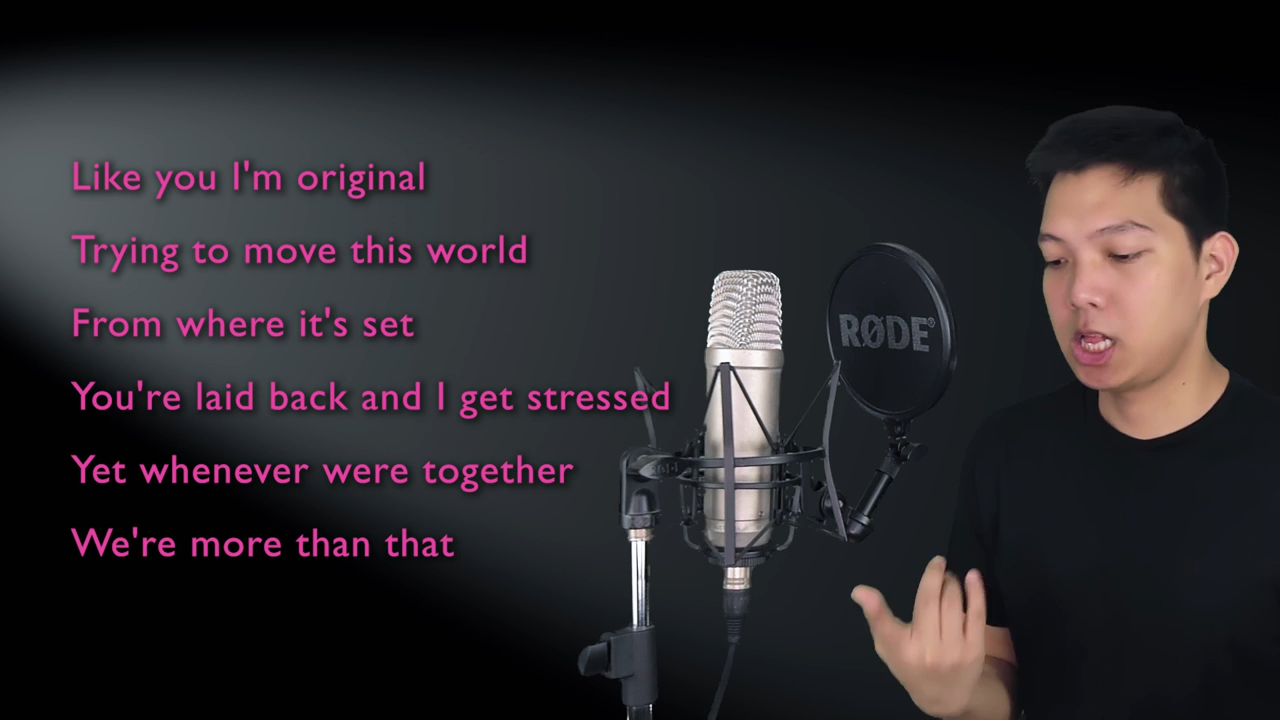 Like you I'm original
Trying to move this world
From where it's set
You're laid back and I get stressed
Yet whenever were together
We're more than that
RØDE®